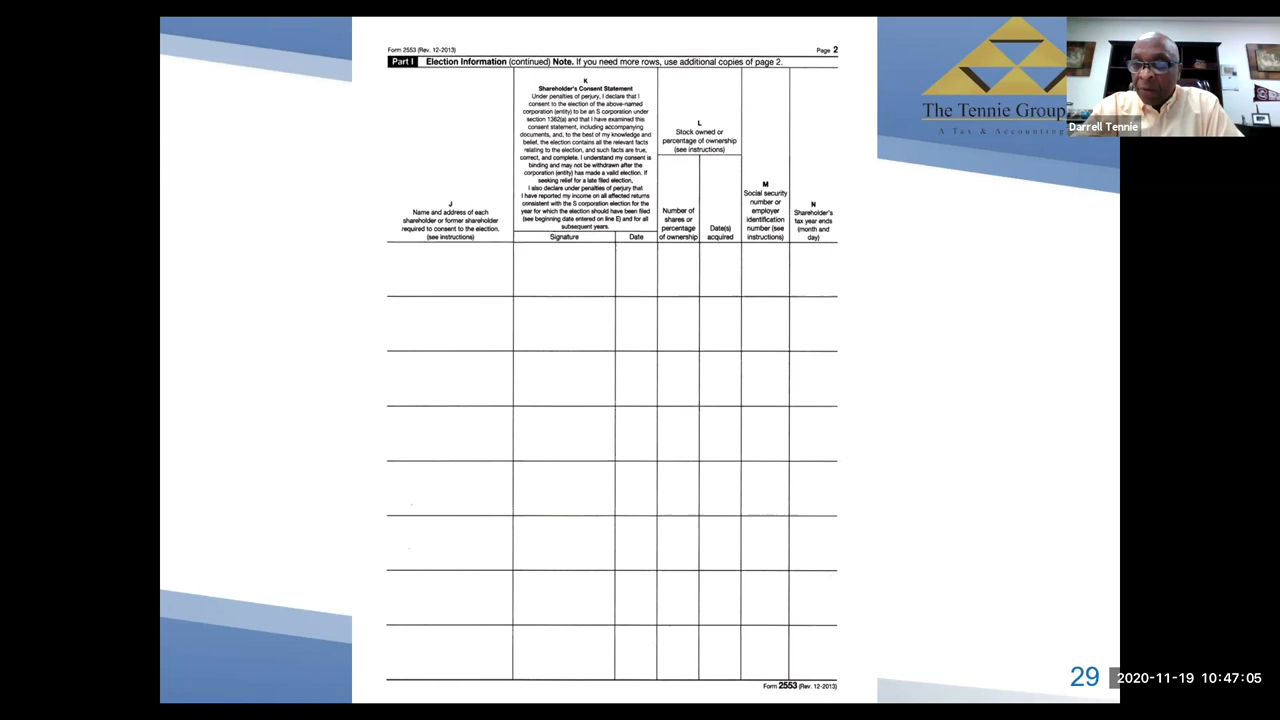 Form 2553 (Rev. 12-2013)
Page 2
Part I Election Information (continued) Note. If you need more rows, use additional copies of page 2.
J
Name and address of each
shareholder or former shareholder
required to consent to the election.
(see instructions)
K
Shareholder's Consent Statement
Under penalties of perjury, I declare that I
consent to the election of the above-named
corporation (entity) to be an S corporation under
section 1362(a) and that I have examined this
consent statement, including accompanying
documents, and, to the best of my knowledge and
belief, the election contains all the relevant facts
relating to the election, and such facts are true,
correct, and complete. I understand my consent is
binding and may not be withdrawn after the
corporation (entity) has made a valid election. If
seeking relief for a late filed election,
I also declare under penalties of perjury that
I have reported my income on all affected returns
consistent with the S corporation election for the
year for which the election should have been filed
(see beginning date entered on line E) and for all
subsequent years.
Signature
Date
L
Stock owned or
percentage of ownership
(see instructions)
Number of
shares or
percentage
of ownership
Date(s)
acquired
M
Social security
number or
employer
identification
number (see
instructions)
N
Shareholder's
tax year ends
(month and
day)
Form 2553 (Rev. 12-2013)
The Tennie Group
A Tax & Accounting
Darrell Tennie
29
2020-11-19 10:47:05